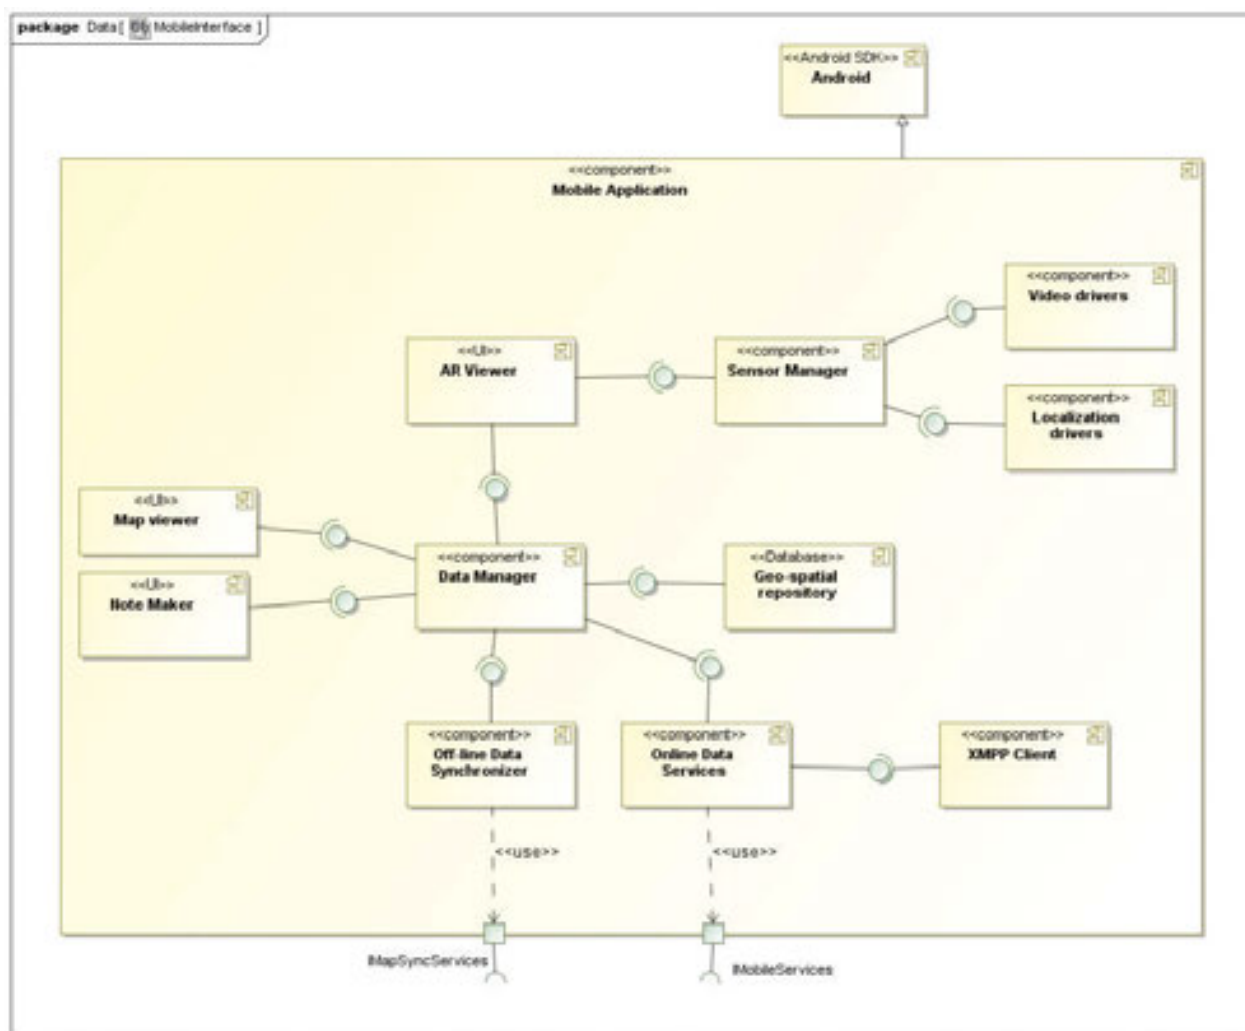 package Data[ MobileInterface ]
<<Android SDK>>
Android
<<component>>
Mobile Application
<<component>>
Video drivers
<<UI>>
AR Viewer
<<component>>
Sensor Manager
<<component>>
Localization
drivers
<<UI>>
Map viewer
<<component>>
Data Manager
<<Database>>
Geo-spatial
repository
<<UI>>
Note Maker
<<component>>
Off-line Data
Synchronizer
<<component>>
Online Data
Services
<<component>>
XMPP Client
<<use>>
<<use>>
IMapSyncServices
IMobileServices